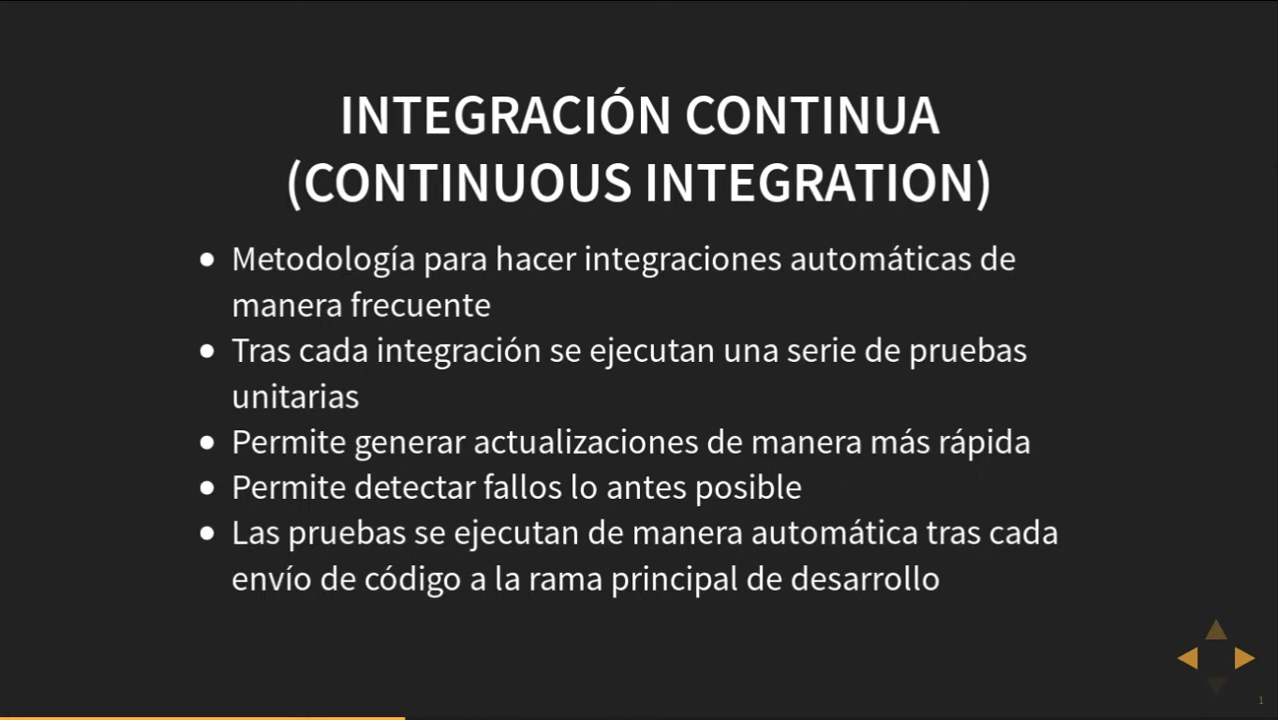 INTEGRACIÓN CONTINUA
(CONTINUOUS INTEGRATION)
• Metodología para hacer integraciones automáticas de
manera frecuente
• Tras cada integración se ejecutan una serie de pruebas
unitarias
• Permite generar actualizaciones de manera más rápida
• Permite detectar fallos lo antes posible
• Las pruebas se ejecutan de manera automática tras cada
envío de código a la rama principal de desarrollo
1